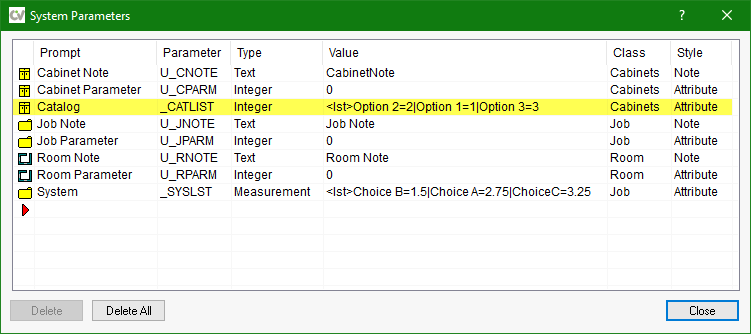 CV System Parameters ? ×
Prompt Parameter Type Value Class Style
Cabinet Note U_CNOTE Text CabinetNote Cabinets Note
Cabinet Parameter U_CPARM Integer 0 Cabinets Attribute
Catalog _CATLIST Integer <lst>Option 2=2|Option 1=1|Option 3=3 Cabinets Attribute
Job Note U_JNOTE Text Job Note Job Note
Job Parameter U_JPARM Integer 0 Job Attribute
Room Note U_RNOTE Text Room Note Room Note
Room Parameter U_RPARM Integer 0 Room Attribute
System _SYSLST Measurement <lst>Choice B=1.5|Choice A=2.75|ChoiceC=3.25 Job Attribute
Delete Delete All Close